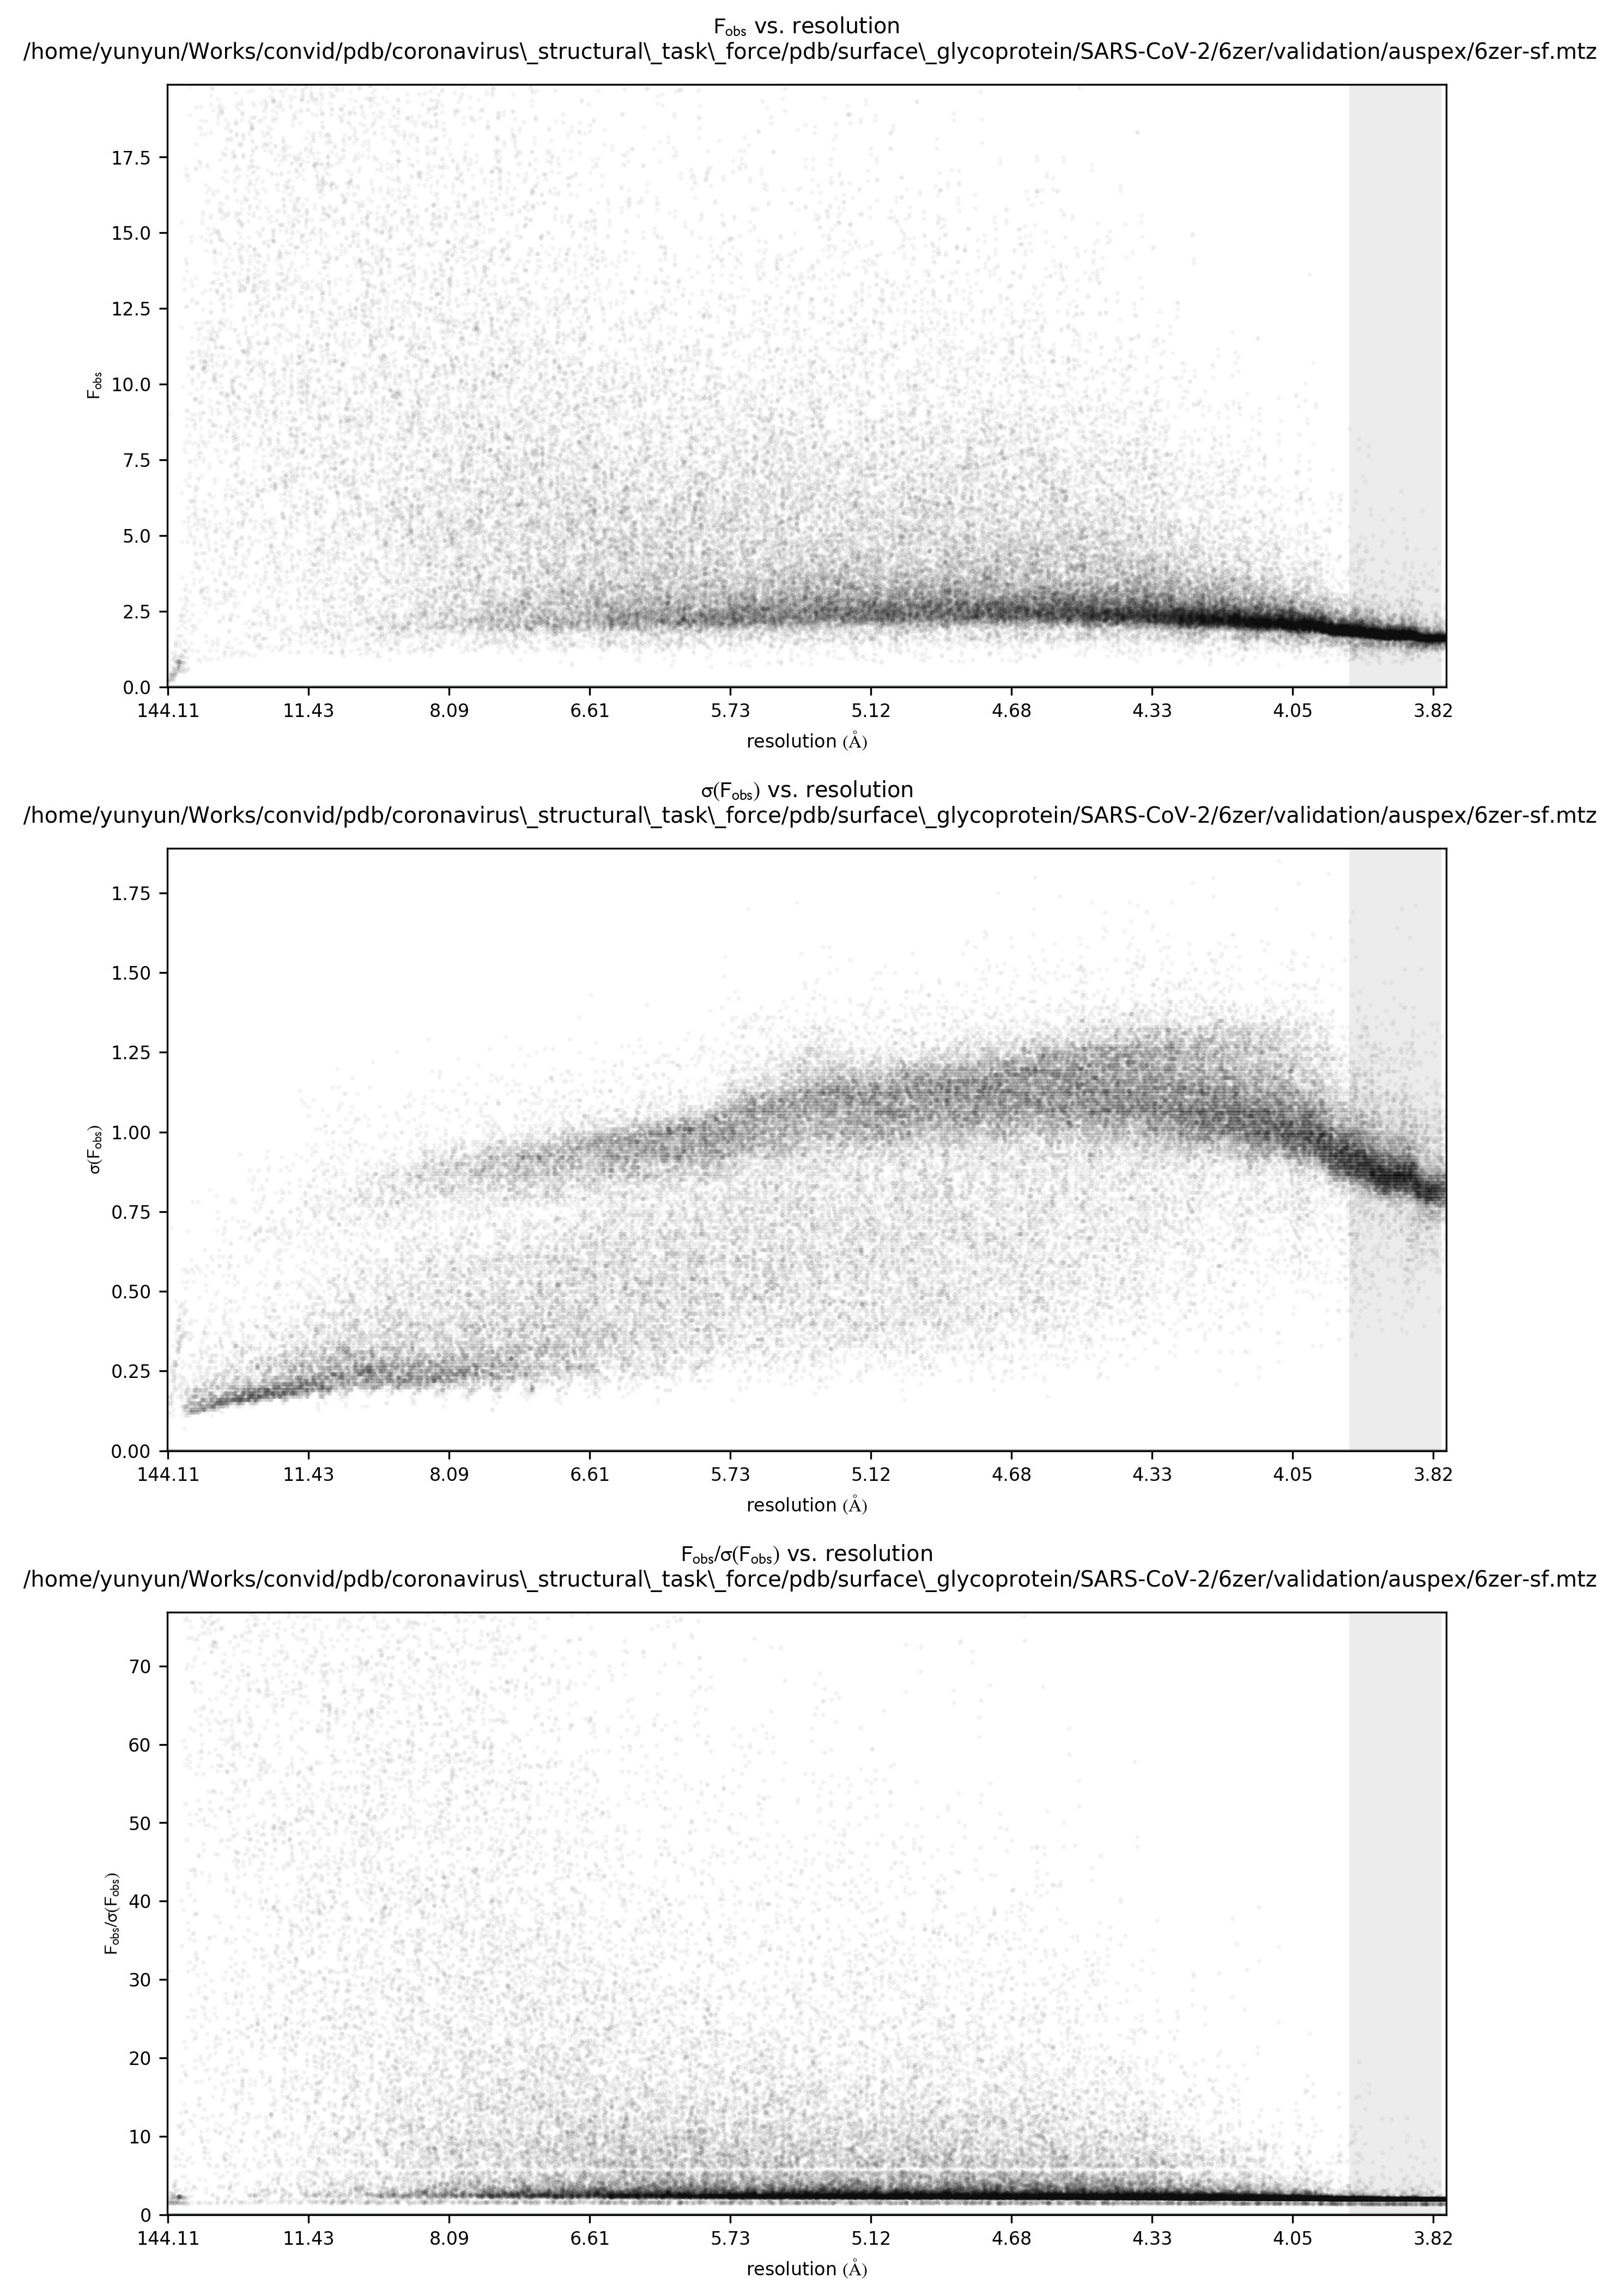 Fobs vs. resolution
/home/yunyun/Works/convid/pdb/coronavirus\_structural\_task\_force/pdb/surface\_glycoprotein/SARS-CoV-2/6zer/validation/auspex/6zer-sf.mtz
17.5
15.0
12.5
10.0
7.5
5.0
2.5
0.0
Fobs
144.11 11.43 8.09 6.61 5.73 5.12 4.68 4.33 4.05 3.82
resolution (Å)
σ(Fobs) vs. resolution
/home/yunyun/Works/convid/pdb/coronavirus\_structural\_task\_force/pdb/surface\_glycoprotein/SARS-CoV-2/6zer/validation/auspex/6zer-sf.mtz
1.75
1.50
1.25
1.00
0.75
0.50
0.25
0.00
σ(Fobs)
144.11 11.43 8.09 6.61 5.73 5.12 4.68 4.33 4.05 3.82
resolution (Å)
Fobs/σ(Fobs) vs. resolution
/home/yunyun/Works/convid/pdb/coronavirus\_structural\_task\_force/pdb/surface\_glycoprotein/SARS-CoV-2/6zer/validation/auspex/6zer-sf.mtz
70
60
50
40
30
20
10
0
Fobs/σ(Fobs)
144.11 11.43 8.09 6.61 5.73 5.12 4.68 4.33 4.05 3.82
resolution (Å)